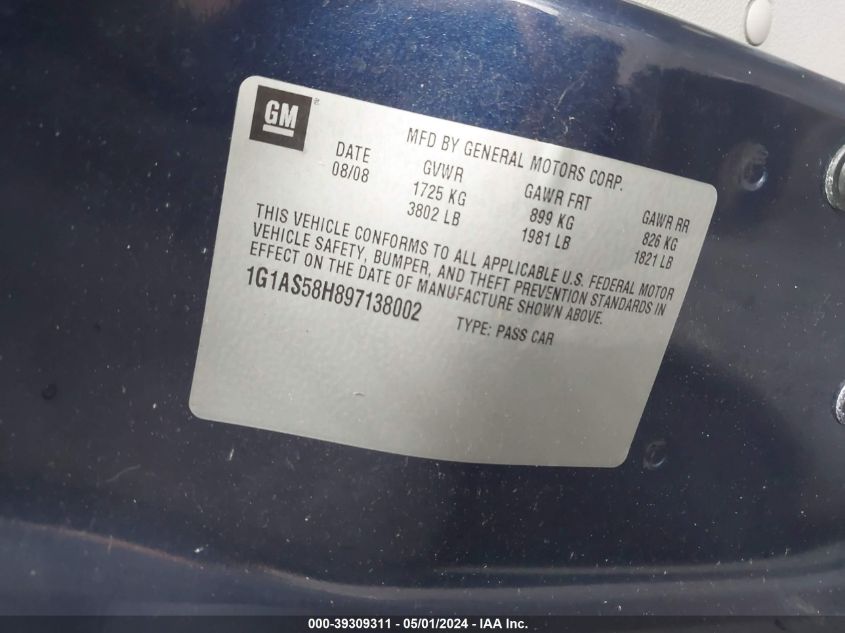 GM
MFD BY GENERAL MOTORS CORP.
DATE GVWR GAWR FRT GAWR RR
08/08 1725 KG 899 KG 826 KG
3802 LB 1981 LB 1821 LB
THIS VEHICLE CONFORMS TO ALL APPLICABLE U.S. FEDERAL MOTOR
VEHICLE SAFETY, BUMPER, AND THEFT PREVENTION STANDARDS IN
EFFECT ON THE DATE OF MANUFACTURE SHOWN ABOVE.
1G1AS58H897138002 TYPE: PASS CAR
000-39309311 - 05/01/2024 - IAA Inc.